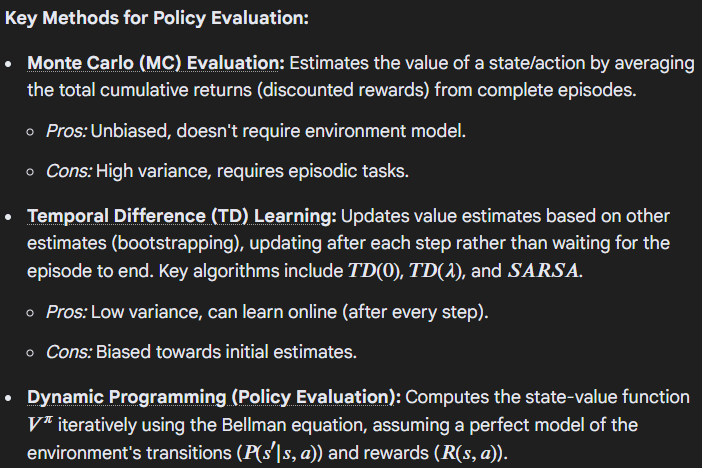 Key Methods for Policy Evaluation:
• Monte Carlo (MC) Evaluation: Estimates the value of a state/action by averaging
the total cumulative returns (discounted rewards) from complete episodes.
○ Pros: Unbiased, doesn't require environment model.
○ Cons: High variance, requires episodic tasks.
• Temporal Difference (TD) Learning: Updates value estimates based on other
estimates (bootstrapping), updating after each step rather than waiting for the
episode to end. Key algorithms include TD(0), TD(λ), and SARSA.
○ Pros: Low variance, can learn online (after every step).
○ Cons: Biased towards initial estimates.
• Dynamic Programming (Policy Evaluation): Computes the state-value function
V^π iteratively using the Bellman equation, assuming a perfect model of the
environment's transitions (P(s′|s, a)) and rewards (R(s, a)).